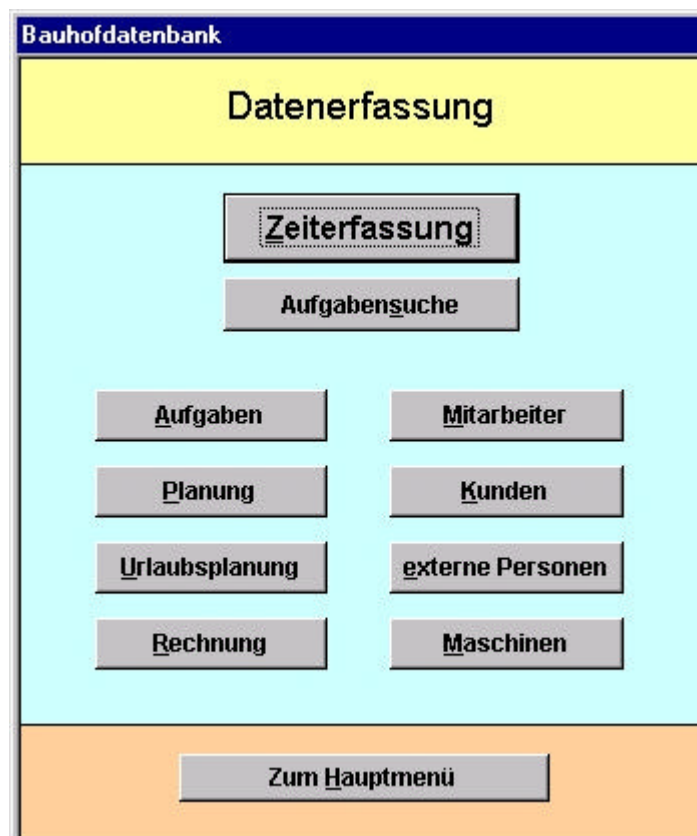 Bauhofdatenbank
Datenerfassung
Zeiterfassung
Aufgabensuche
Aufgaben
Mitarbeiter
Planung
Kunden
Urlaubsplanung
externe Personen
Rechnung
Maschinen
Zum Hauptmenü